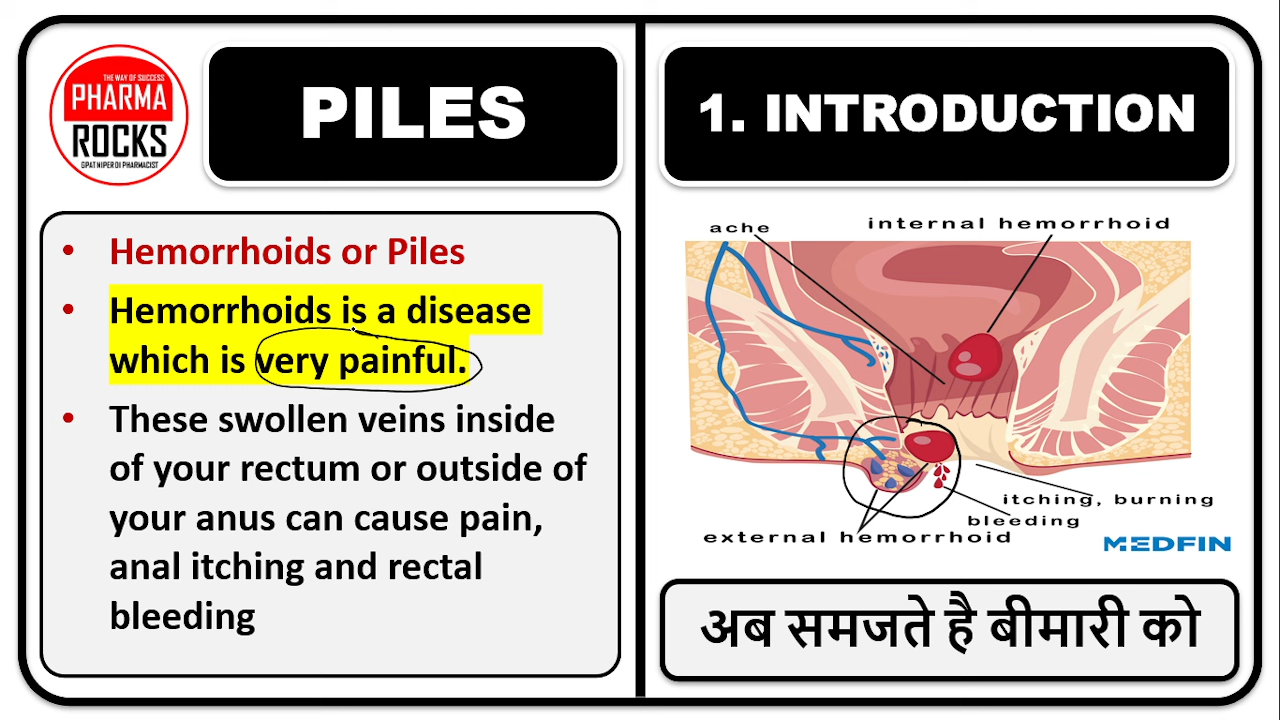 THE WAY OF SUCCESS
PHARMA
ROCKS
GPAT NIPER DI PHARMACIST
PILES
• Hemorrhoids or Piles
• Hemorrhoids is a disease
which is very painful.
• These swollen veins inside
of your rectum or outside of
your anus can cause pain,
anal itching and rectal
bleeding
1. INTRODUCTION
ache
internal hemorrhoid
itching, burning
bleeding
external hemorrhoid
MEDFIN
अब समजते है बीमारी को